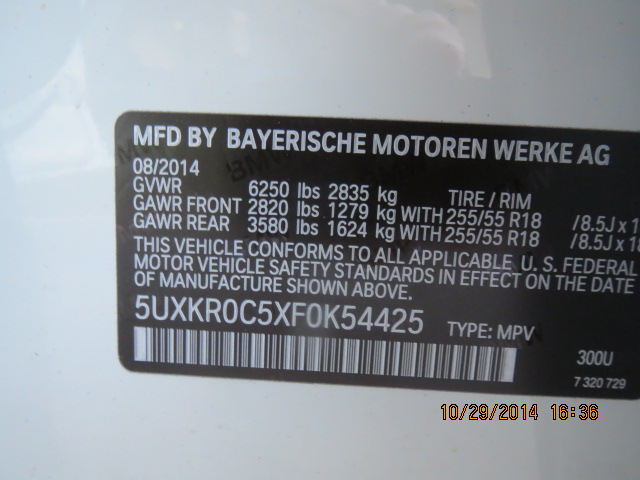 MFD BY BAYERISCHE MOTOREN WERKE AG
08/2014
GVWR 6250 lbs 2835 kg TIRE / RIM
GAWR FRONT 2820 lbs 1279 kg WITH 255/55 R18 /8.5J x
GAWR REAR 3580 lbs 1624 kg WITH 255/55 R18 /8.5J x
THIS VEHICLE CONFORMS TO ALL APPLICABLE U. S. FEDERAL
MOTOR VEHICLE SAFETY STANDARDS IN EFFECT ON THE DATE
OF MANUFACTURE SHOWN ABOVE.
5UXKR0C5XF0K54425 TYPE: MPV
300U
7 320 729
10/29/2014 16:36